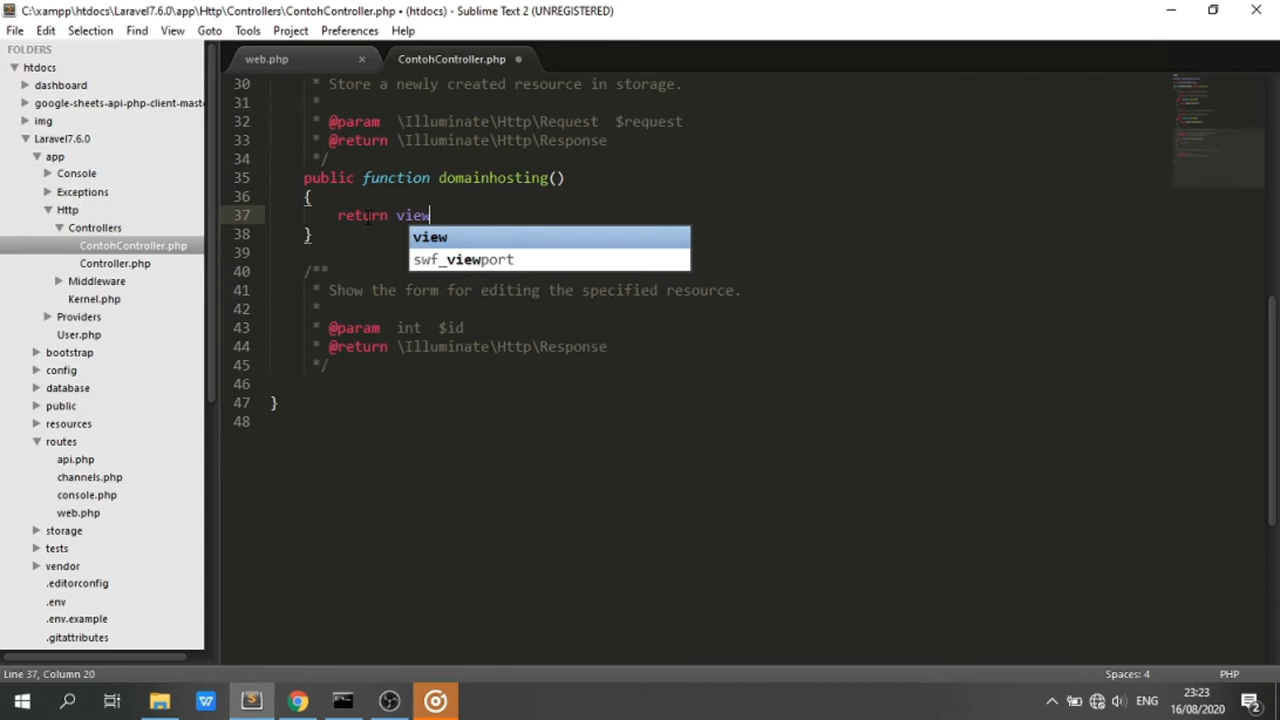 C:\xampp\htdocs\Laravel7.6.0\app\Http\Controllers\ContohController.php • (htdocs) - Sublime Text 2 (UNREGISTERED)
File Edit Selection Find View Goto Tools Project Preferences Help
FOLDERS
htdocs
dashboard
google-sheets-api-php-client-mast
img
Laravel7.6.0
app
Console
Exceptions
Http
Controllers
ContohController.php
Controller.php
Middleware
Kernel.php
Providers
User.php
bootstrap
config
database
public
resources
routes
api.php
channels.php
console.php
web.php
storage
tests
vendor
.editorconfig
.env
.env.example
.gitattributes
web.php
ContohController.php
30 * Store a newly created resource in storage.
31 *
32 * @param \Illuminate\Http\Request $request
33 * @return \Illuminate\Http\Response
34 */
35 public function domainhosting()
36 {
37 return view
38 }
39
40 /**
41 * Show the form for editing the specified resource.
42 *
43 * @param int $id
44 * @return \Illuminate\Http\Response
45 */
46
47 }
48
view
swf_viewport
Line 37, Column 20
Spaces: 4
PHP
ENG
23:23
16/08/2020
2